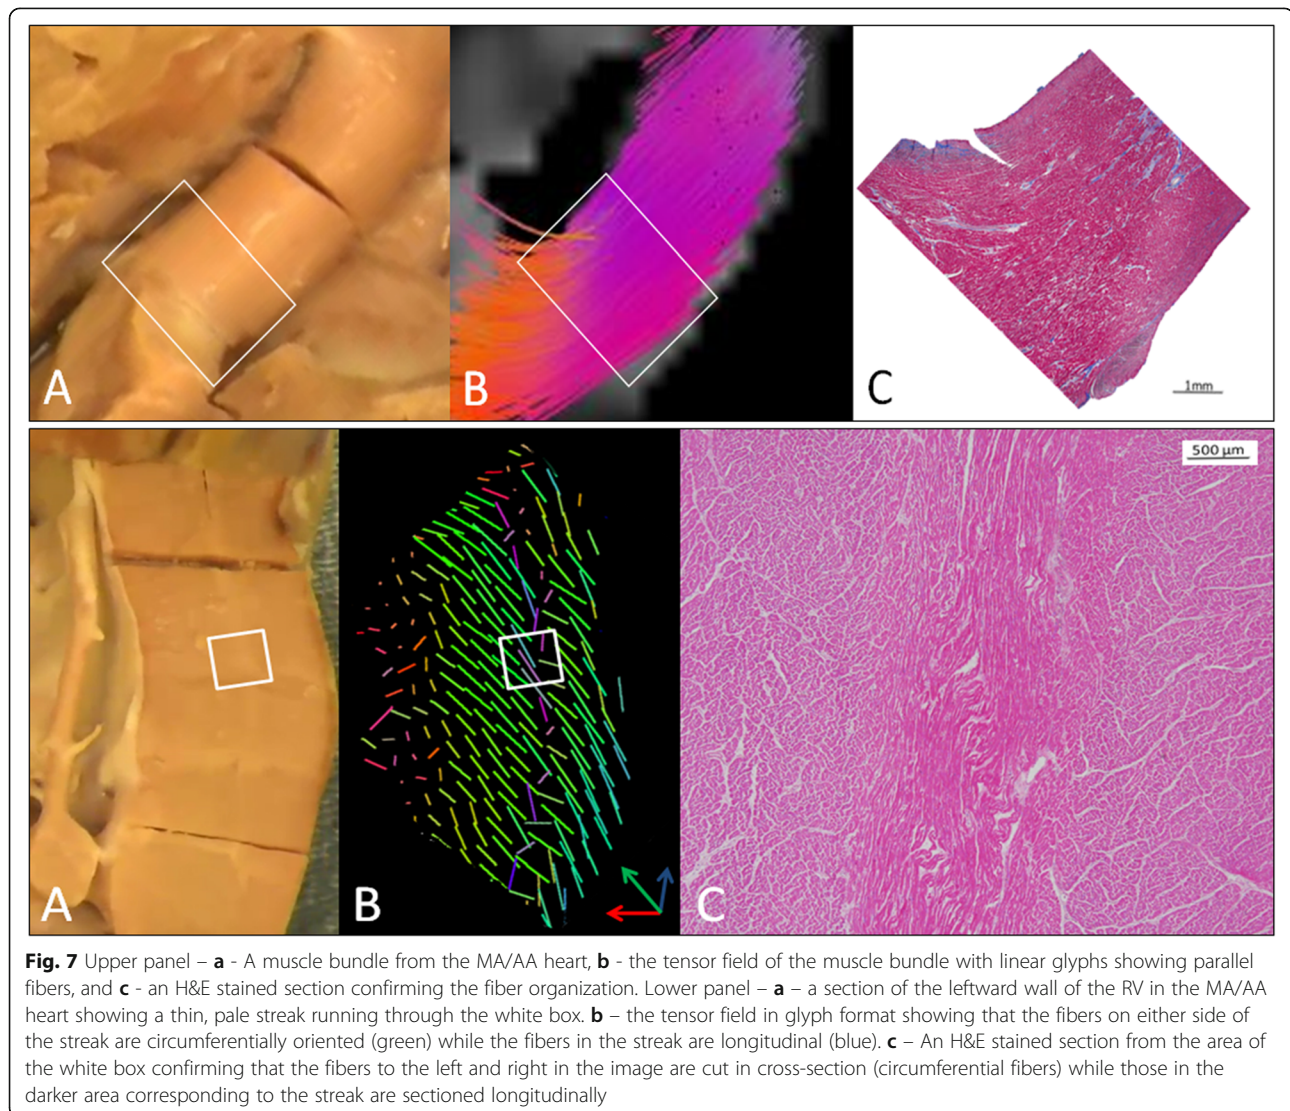 A
B
C
1mm
500 µm
A
B
C
Fig. 7 Upper panel – a - A muscle bundle from the MA/AA heart, b - the tensor field of the muscle bundle with linear glyphs showing parallel
fibers, and c - an H&E stained section confirming the fiber organization. Lower panel – a – a section of the leftward wall of the RV in the MA/AA
heart showing a thin, pale streak running through the white box. b – the tensor field in glyph format showing that the fibers on either side of
the streak are circumferentially oriented (green) while the fibers in the streak are longitudinal (blue). c – An H&E stained section from the area of
the white box confirming that the fibers to the left and right in the image are cut in cross-section (circumferential fibers) while those in the
darker area corresponding to the streak are sectioned longitudinally